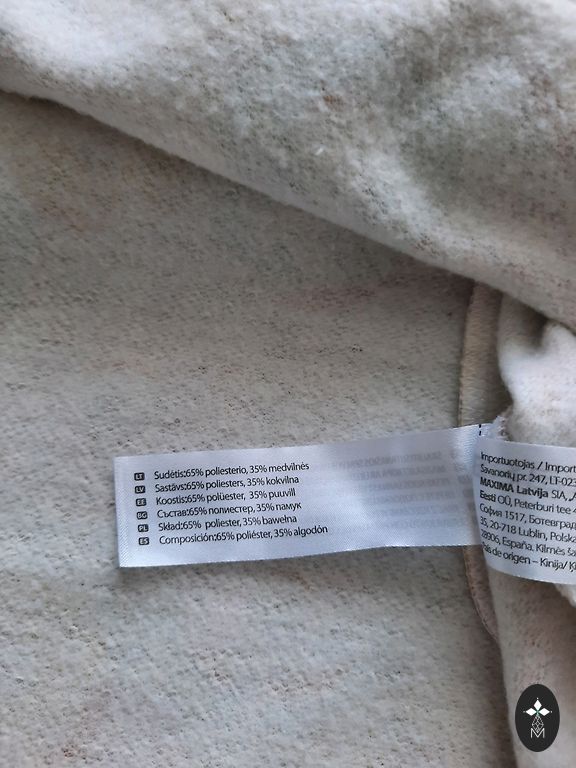 LT Sudėtis:65% poliesterio, 35% medvilnės
LV Sastāvs:65% poliesters, 35% kokvilna
EE Koostis:65% polüester, 35% puuvill
BG Състав:65% полиестер, 35% памук
PL Skład:65% poliester, 35% bawełna
ES Composición:65% poliéster, 35% algodón
Importuotojas / Import
Savanorių pr. 247, LT-023
MAXIMA Latvija SIA,
Eesti OÜ, Peterburi tee
София 1517, Ботевград
35, 20-718 Lublin, Polska
28906, España. Kilmės ša
País de origen – Kinija/
M